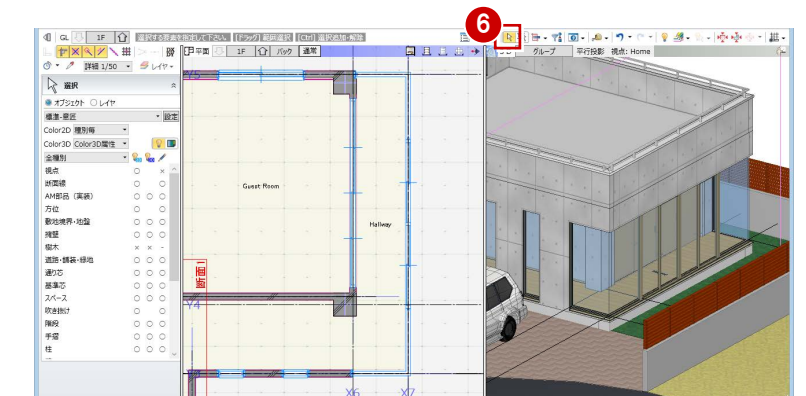 6
GL 1F 選択する要素を指定して下さい。 [ドラッグ] 範囲選択 [Ctrl] 選択追加・解除
平面 1F バック 通常
グループ 平行投影 視点: Home
詳細 1/50 レイヤ
選択
オブジェクト レイヤ
標準-意匠 設定
Color2D 種別毎
Color3D Color3D属性
全種別
視点 ○ ×
断面線 ○ ○
AM部品（実装） ○ ○ ○
方位 ○ ○
敷地境界・地盤 ○ ○ ○
擁壁 ○ ○ ○
樹木 × × -
道路・舗装・緑地 ○ ○ ○
通り芯 ○ ○ ○
基準芯 ○ ○ ○
スペース ○ ○ ○
吹き抜け ○ ○
階段 ○ ○ ○
手摺 ○ ○ ○
柱 ○ ○ ○
Y5
Guest Room
Hallway
断面1
Y4
X6 X7